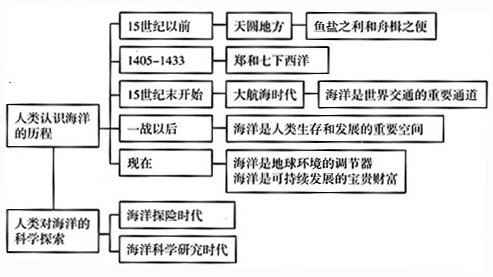 15世纪以前
天圆地方
鱼盐之利和舟楫之便
1405-1433
郑和七下西洋
15世纪末开始
大航海时代
海洋是世界交通的重要通道
人类认识海洋
的历程
一战以后
海洋是人类生存和发展的重要空间
现在
海洋是地球环境的调节器
海洋是可持续发展的宝贵财富
人类对海洋的
科学探索
海洋探险时代
海洋科学研究时代